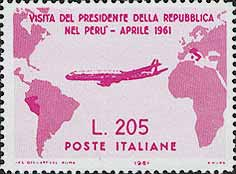 VISITA DEL PRESIDENTE DELLA REPUBBLICA
NEL PERU' - APRILE 1961
L. 205
POSTE ITALIANE
1961